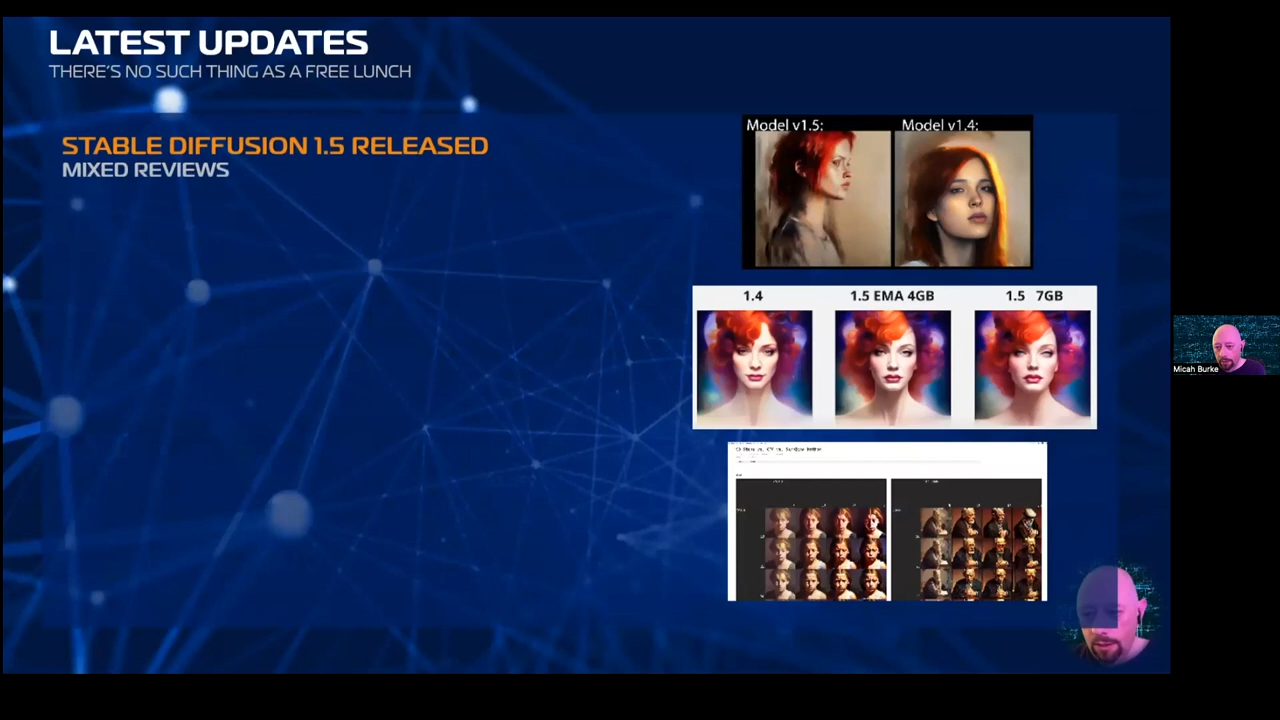 LATEST UPDATES
THERE'S NO SUCH THING AS A FREE LUNCH
STABLE DIFFUSION 1.5 RELEASED
MIXED REVIEWS
Model v1.5:
Model v1.4:
1.4
1.5 EMA 4GB
1.5 7GB
Micah Burke